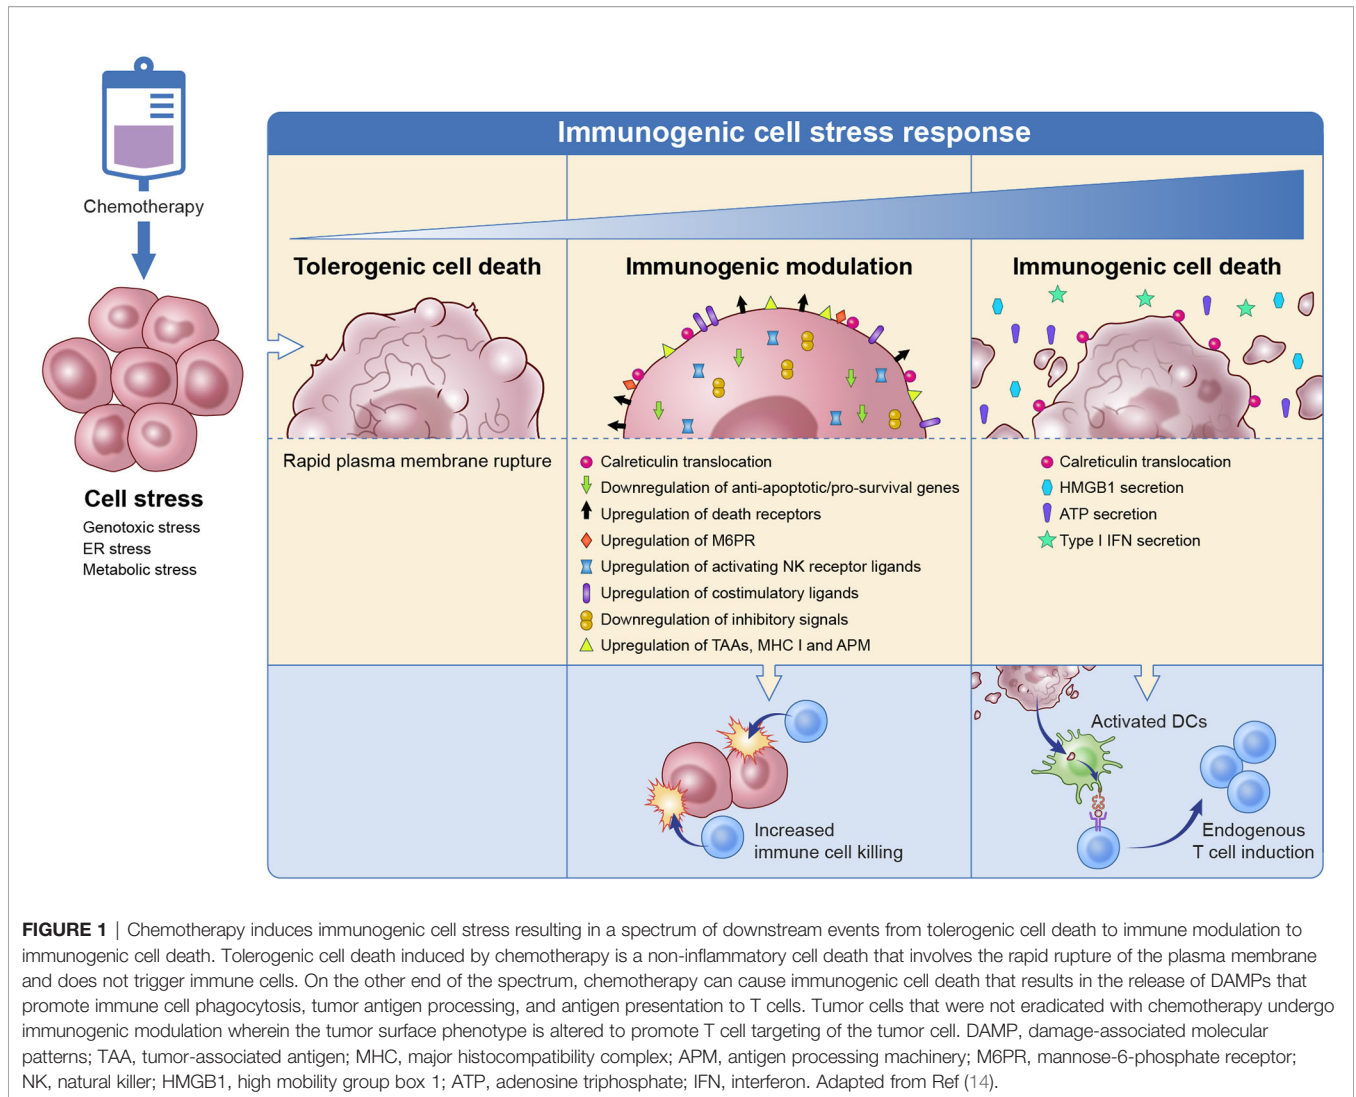 Chemotherapy
Cell stress
Genotoxic stress
ER stress
Metabolic stress
Immunogenic cell stress response
Tolerogenic cell death
Rapid plasma membrane rupture
Immunogenic modulation
Calreticulin translocation
Downregulation of anti-apoptotic/pro-survival genes
Upregulation of death receptors
Upregulation of M6PR
Upregulation of activating NK receptor ligands
Upregulation of costimulatory ligands
Downregulation of inhibitory signals
Upregulation of TAAs, MHC I and APM
Increased
immune cell killing
Immunogenic cell death
Calreticulin translocation
HMGB1 secretion
ATP secretion
Type I IFN secretion
Activated DCs
Endogenous
T cell induction
FIGURE 1 | Chemotherapy induces immunogenic cell stress resulting in a spectrum of downstream events from tolerogenic cell death to immune modulation to
immunogenic cell death. Tolerogenic cell death induced by chemotherapy is a non-inflammatory cell death that involves the rapid rupture of the plasma membrane
and does not trigger immune cells. On the other end of the spectrum, chemotherapy can cause immunogenic cell death that results in the release of DAMPs that
promote immune cell phagocytosis, tumor antigen processing, and antigen presentation to T cells. Tumor cells that were not eradicated with chemotherapy undergo
immunogenic modulation wherein the tumor surface phenotype is altered to promote T cell targeting of the tumor cell. DAMP, damage-associated molecular
patterns; TAA, tumor-associated antigen; MHC, major histocompatibility complex; APM, antigen processing machinery; M6PR, mannose-6-phosphate receptor;
NK, natural killer; HMGB1, high mobility group box 1; ATP, adenosine triphosphate; IFN, interferon. Adapted from Ref (14).